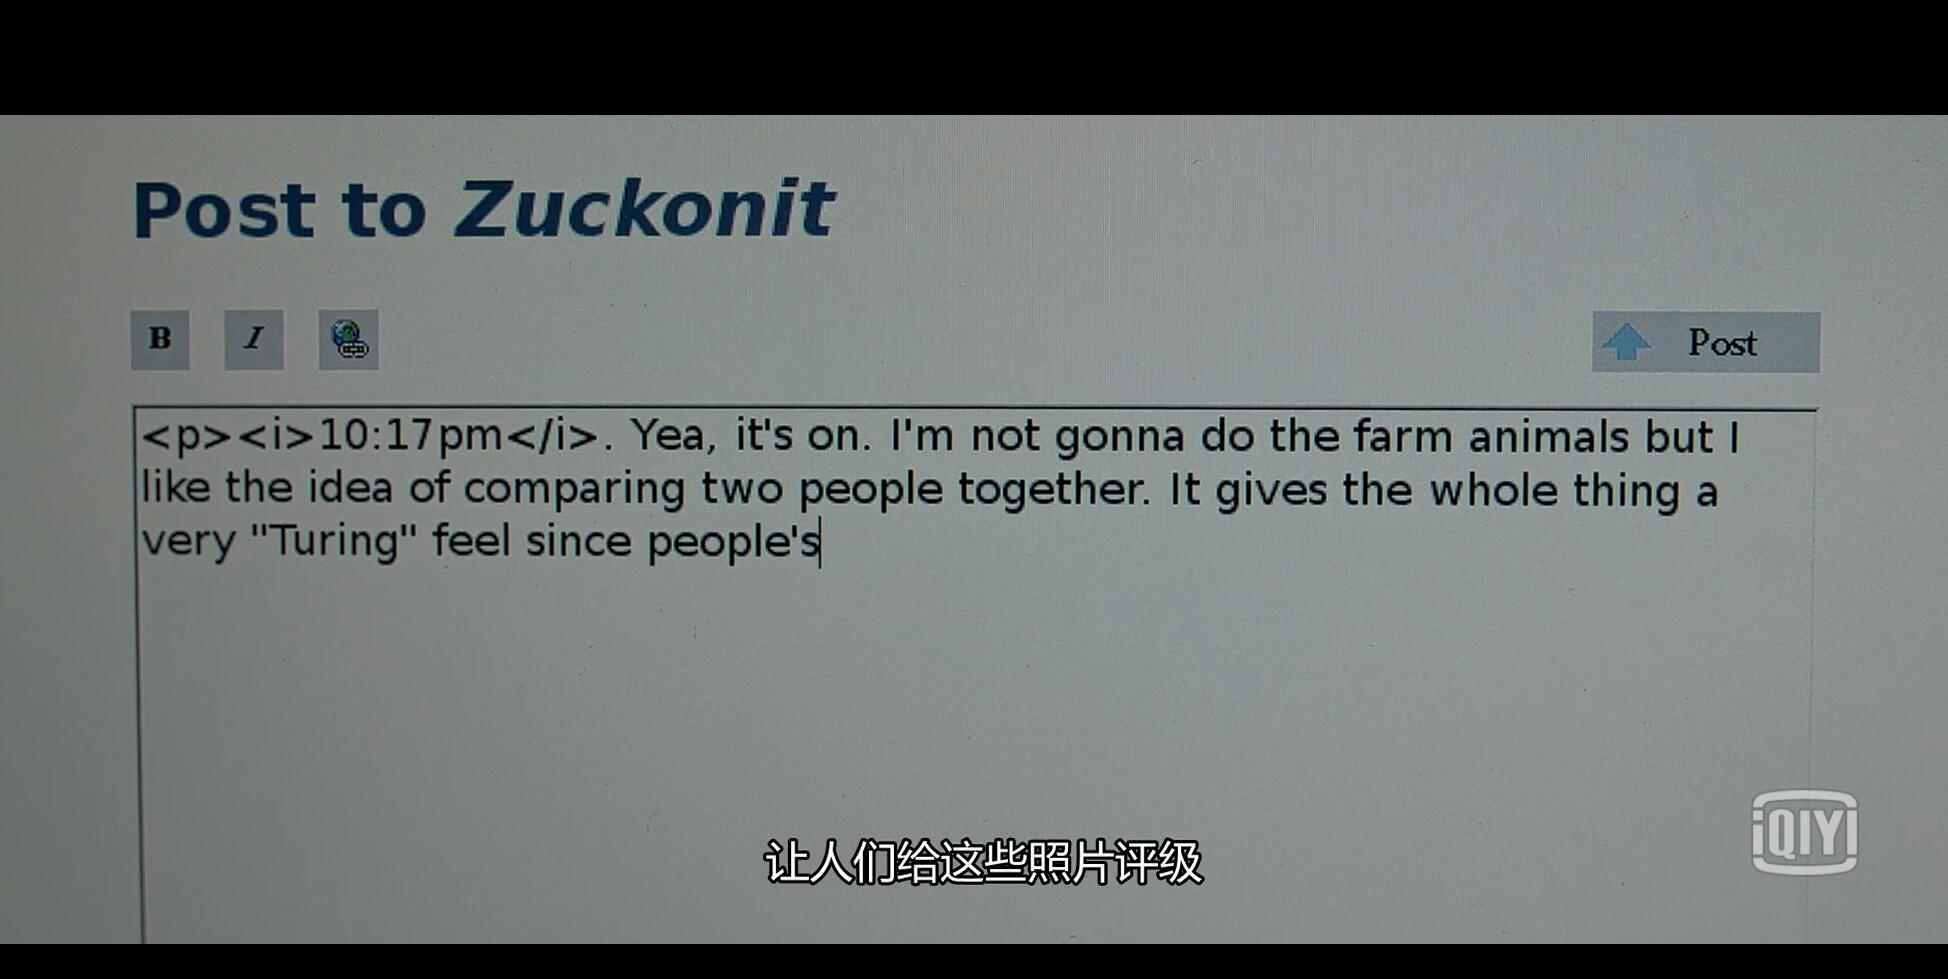 Post to Zuckonit
B I
Post
<p><i>10:17pm</i>. Yea, it's on. I'm not gonna do the farm animals but I
like the idea of comparing two people together. It gives the whole thing a
very "Turing" feel since people's
让人们给这些照片评级
iQIYI